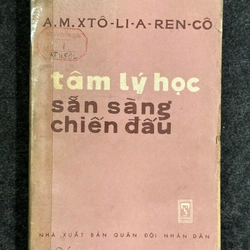 A.M.XTÔ-LI-A-REN-CÔ
tâm lý học
sẵn sàng
chiến đấu
NHÀ XUẤT BẢN QUÂN ĐỘI NHÂN DÂN